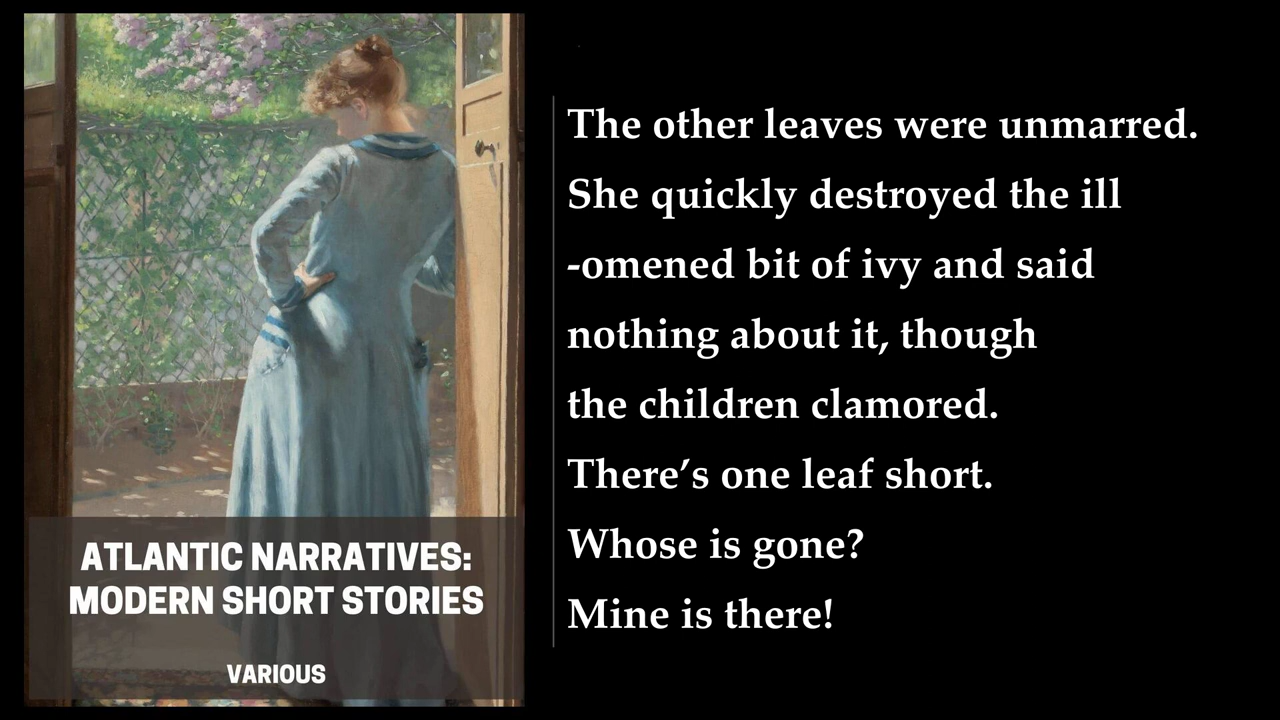 ATLANTIC NARRATIVES:
MODERN SHORT STORIES
VARIOUS
The other leaves were unmarred.
She quickly destroyed the ill
-omened bit of ivy and said
nothing about it, though
the children clamored.
There’s one leaf short.
Whose is gone?
Mine is there!